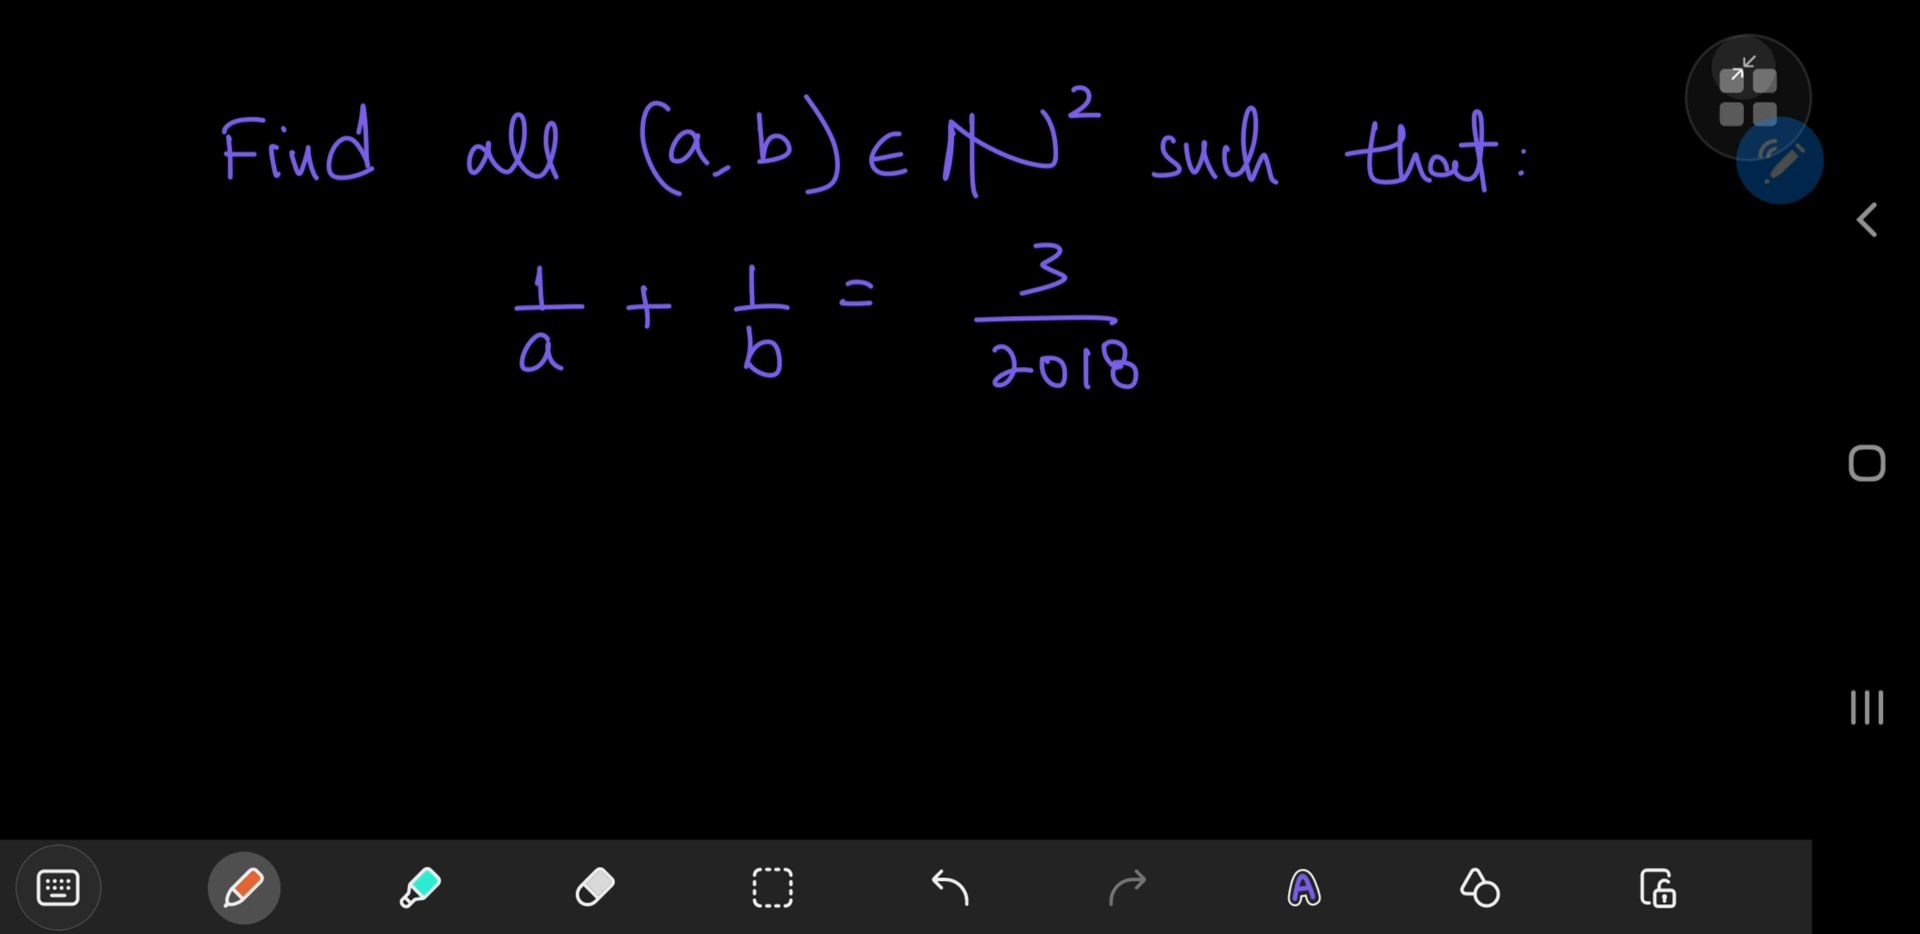 Find all (a, b) ∈ ℕ² such that:
1/a + 1/b = 3/2018